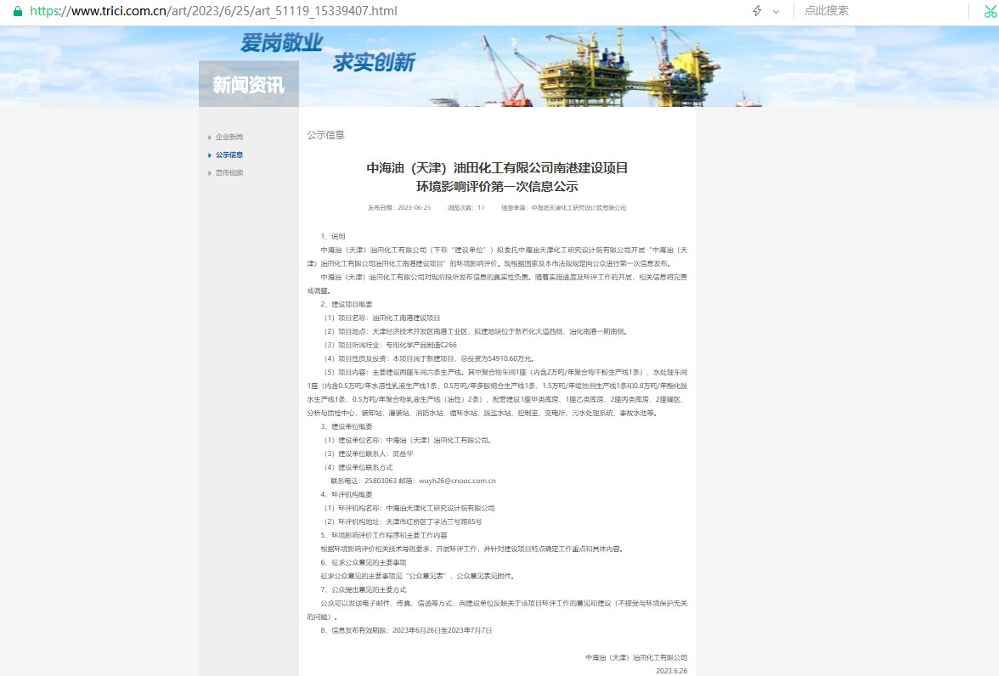 https://www.trici.com.cn/art/2023/6/25/art_51119_15339407.html
点此搜索
爱岗敬业
求实创新
新闻资讯
企业新闻
公示信息
宣传视频
公示信息
中海油（天津）油田化工有限公司南港建设项目
环境影响评价第一次信息公示
发布日期：2023-06-25 浏览次数：17 信息来源：中海油天津化工研究设计院有限公司
1、说明
中海油（天津）油田化工有限公司（下称“建设单位”）拟委托中海油天津化工研究设计院有限公司开展“中海油（天
津）油田化工有限公司油田化工南港建设项目”的环境影响评价。现根据国家及本市法规规定向公众进行第一次信息发布。
中海油（天津）油田化工有限公司对现阶段所发布信息的真实性负责。随着实施进度及环评工作的开展，相关信息将完善
或调整。
2、建设项目概要
（1）项目名称：油田化工南港建设项目
（2）项目地点：天津经济技术开发区南港工业区，拟建地块位于新石化大道西侧、油化南港一期南侧。
（3）项目所属行业：专用化学产品制造C266
（4）项目性质及投资：本项目属于新建项目，总投资为54910.60万元。
（5）项目内容：主要建设两座车间六条生产线。其中聚合物车间1座（内含2万吨/年聚合物干粉生产线1条）、水处理车间
1座（内含0.5万吨/年水溶性乳液生产线1条、0.5万吨/年多胺缩合生产线1条、1.5万吨/年缓蚀剂生产线1条和0.8万吨/年酯化脱
水生产线1条、0.5万吨/年聚合物乳液生产线（油性）2条），配套建设1座甲类库房、1座乙类库房、2座丙类库房、2座罐区、
分析与质检中心、装卸站、灌装站、消防水站、循环水站、脱盐水站、控制室、变电所、污水处理系统、事故水池等。
3、建设单位概要
（1）建设单位名称：中海油（天津）油田化工有限公司。
（3）建设单位联系人：武岳华
（4）建设单位联系方式
联系电话：25803063 邮箱：wuyh26@cnooc.com.cn
4、环评机构概要
（1）环评机构名称：中海油天津化工研究设计院有限公司
（2）环评机构地址：天津市红桥区丁字沽三号路85号
5、环境影响评价工作程序和主要工作内容
根据环境影响评价相关技术导则要求，开展环评工作，并针对建设项目特点确定工作重点和具体内容。
6、征求公众意见的主要事项
征求公众意见的主要事项见“公众意见表”，公众意见表见附件。
7、公众提出意见的主要方式
公众可以发送电子邮件、传真、信函等方式，向建设单位反映关于该项目环评工作的意见和建议（不接受与环境保护无关
的问题）。
8、信息发布有效期限：2023年6月26日至2023年7月7日
中海油（天津）油田化工有限公司
2023.6.26